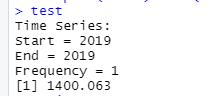 > test
Time Series:
Start = 2019
End = 2019
Frequency = 1
[1] 1400.063